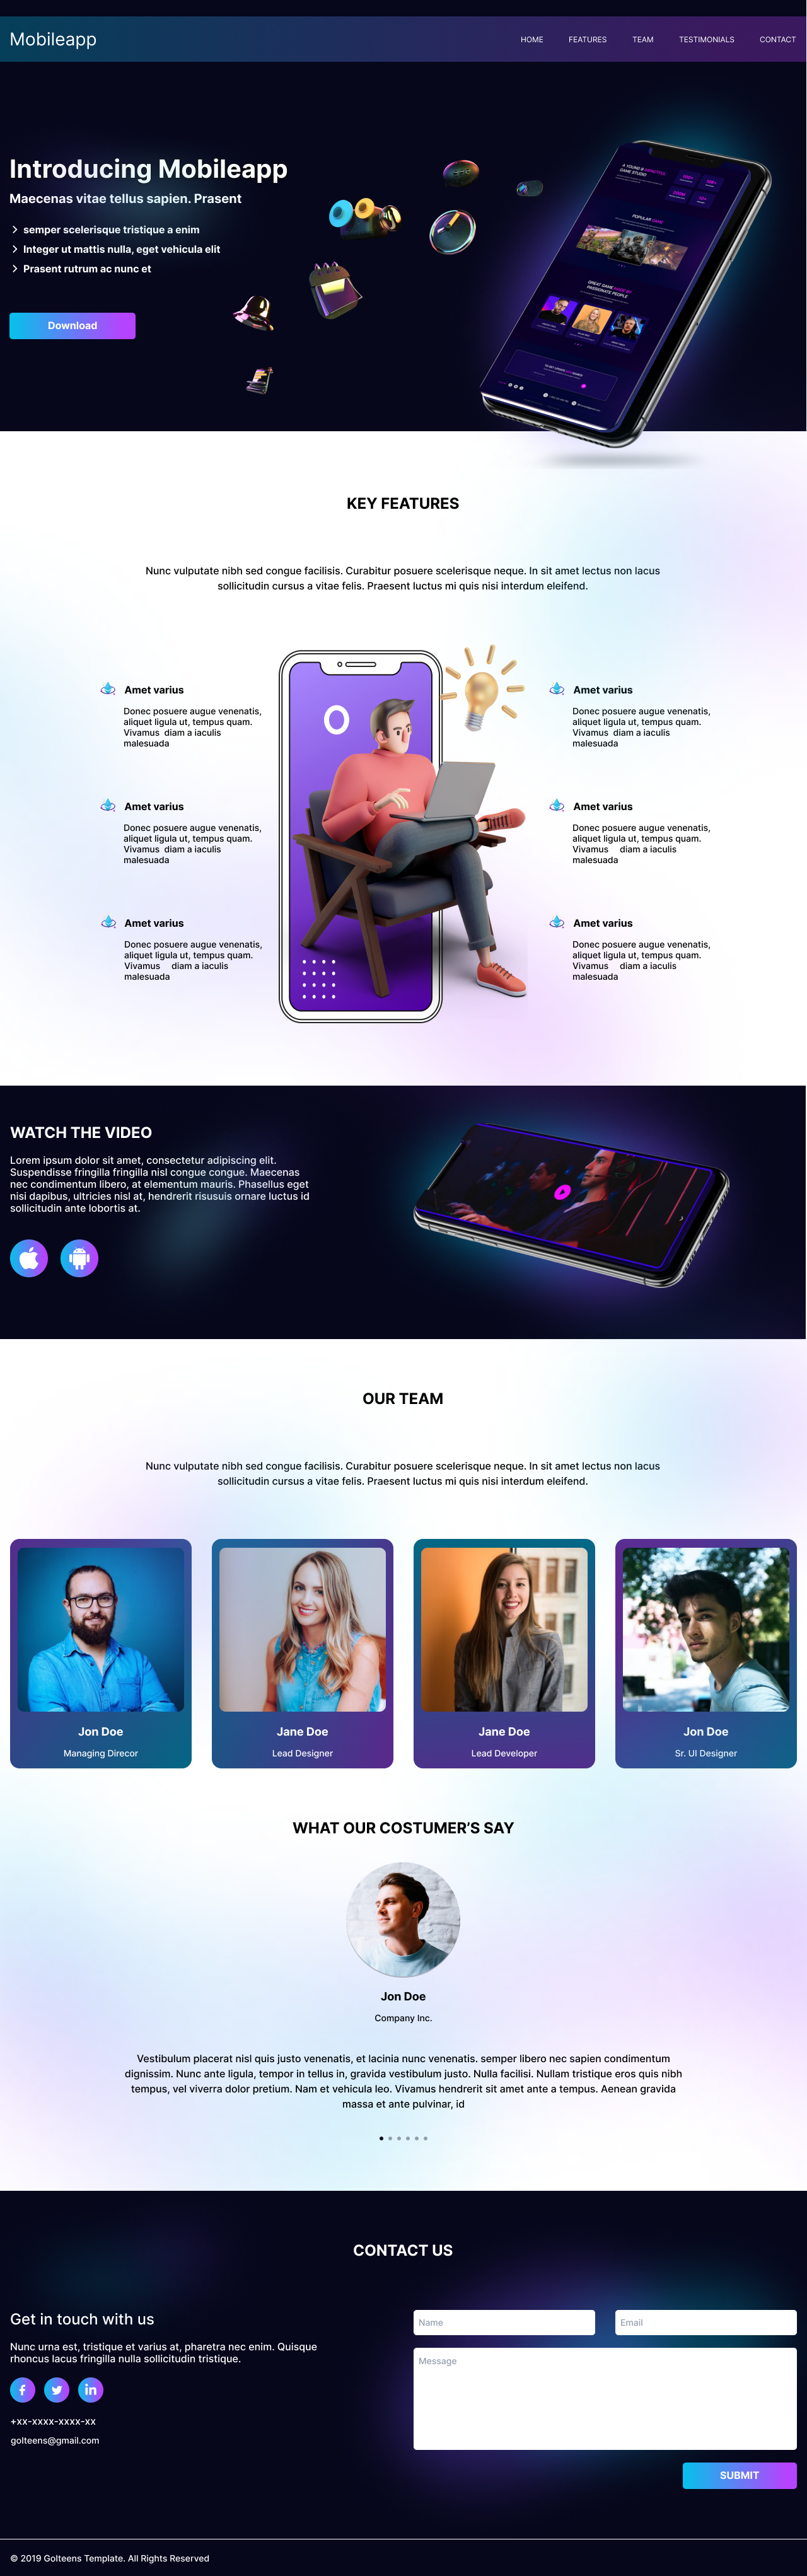 Mobileapp
HOME FEATURES TEAM TESTIMONIALS CONTACT
Introducing Mobileapp
Maecenas vitae tellus sapien. Prasent
semper scelerisque tristique a enim
Integer ut mattis nulla, eget vehicula elit
Prasent rutrum ac nunc et
Download
A YOUNG & IMPACTFUL
GAME STUDIO
POPULAR GAME
GREAT GAME MADE BY
PASSIONATE PEOPLE
KEY FEATURES
Nunc vulputate nibh sed congue facilisis. Curabitur posuere scelerisque neque. In sit amet lectus non lacus
sollicitudin cursus a vitae felis. Praesent luctus mi quis nisi interdum eleifend.
Amet varius
Donec posuere augue venenatis,
aliquet ligula ut, tempus quam.
Vivamus diam a iaculis
malesuada
Amet varius
Donec posuere augue venenatis,
aliquet ligula ut, tempus quam.
Vivamus diam a iaculis
malesuada
Amet varius
Donec posuere augue venenatis,
aliquet ligula ut, tempus quam.
Vivamus diam a iaculis
malesuada
Amet varius
Donec posuere augue venenatis,
aliquet ligula ut, tempus quam.
Vivamus diam a iaculis
malesuada
Amet varius
Donec posuere augue venenatis,
aliquet ligula ut, tempus quam.
Vivamus diam a iaculis
malesuada
Amet varius
Donec posuere augue venenatis,
aliquet ligula ut, tempus quam.
Vivamus diam a iaculis
malesuada
WATCH THE VIDEO
Lorem ipsum dolor sit amet, consectetur adipiscing elit.
Suspendisse fringilla fringilla nisl congue congue. Maecenas
nec condimentum libero, at elementum mauris. Phasellus eget
nisi dapibus, ultricies nisl at, hendrerit risusuis ornare luctus id
sollicitudin ante lobortis at.
OUR TEAM
Nunc vulputate nibh sed congue facilisis. Curabitur posuere scelerisque neque. In sit amet lectus non lacus
sollicitudin cursus a vitae felis. Praesent luctus mi quis nisi interdum eleifend.
Jon Doe
Managing Direcor
Jane Doe
Lead Designer
Jane Doe
Lead Developer
Jon Doe
Sr. UI Designer
WHAT OUR COSTUMER'S SAY
Jon Doe
Company Inc.
Vestibulum placerat nisl quis justo venenatis, et lacinia nunc venenatis. semper libero nec sapien condimentum
dignissim. Nunc ante ligula, tempor in tellus in, gravida vestibulum justo. Nulla facilisi. Nullam tristique eros quis nibh
tempus, vel viverra dolor pretium. Nam et vehicula leo. Vivamus hendrerit sit amet ante a tempus. Aenean gravida
massa et ante pulvinar, id
CONTACT US
Get in touch with us
Nunc urna est, tristique et varius at, pharetra nec enim. Quisque
rhoncus lacus fringilla nulla sollicitudin tristique.
+xx-xxxx-xxxx-xx
golteens@gmail.com
Name
Email
Message
SUBMIT
© 2019 Golteens Template. All Rights Reserved